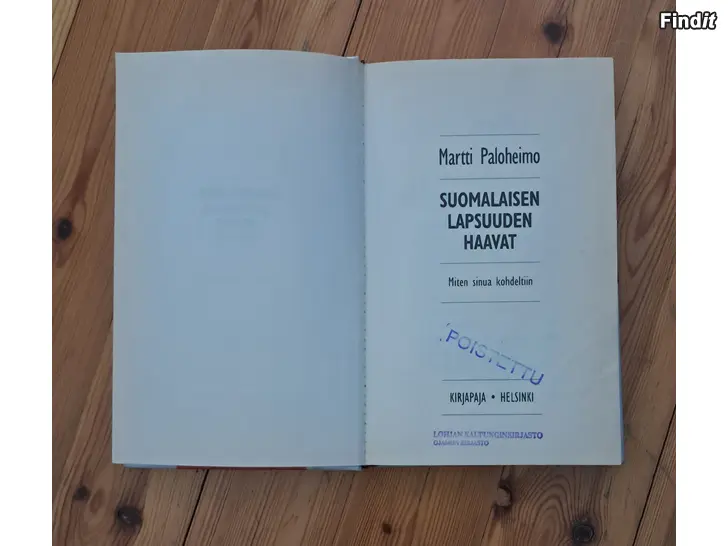 Findit
Martti Paloheimo
SUOMALAISEN
LAPSUUDEN
HAAVAT
Miten sinua kohdeltiin
POISTETTU
KIRJAPAJA • HELSINKI
LOHJAN KAUPUNGINKIRJASTO